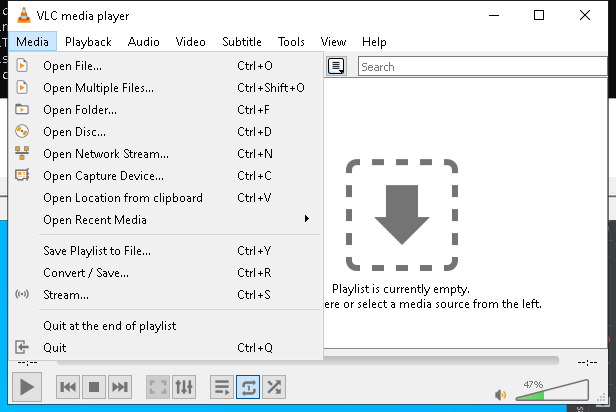 VLC media player
Media Playback Audio Video Subtitle Tools View Help
Open File... Ctrl+O
Open Multiple Files... Ctrl+Shift+O
Open Folder... Ctrl+F
Open Disc... Ctrl+D
Open Network Stream... Ctrl+N
Open Capture Device... Ctrl+C
Open Location from clipboard Ctrl+V
Open Recent Media
Save Playlist to File... Ctrl+Y
Convert / Save... Ctrl+R
Stream... Ctrl+S
Quit at the end of playlist
Quit Ctrl+Q
Search
Playlist is currently empty.
ere or select a media source from the left.
--:-- --:--
47%